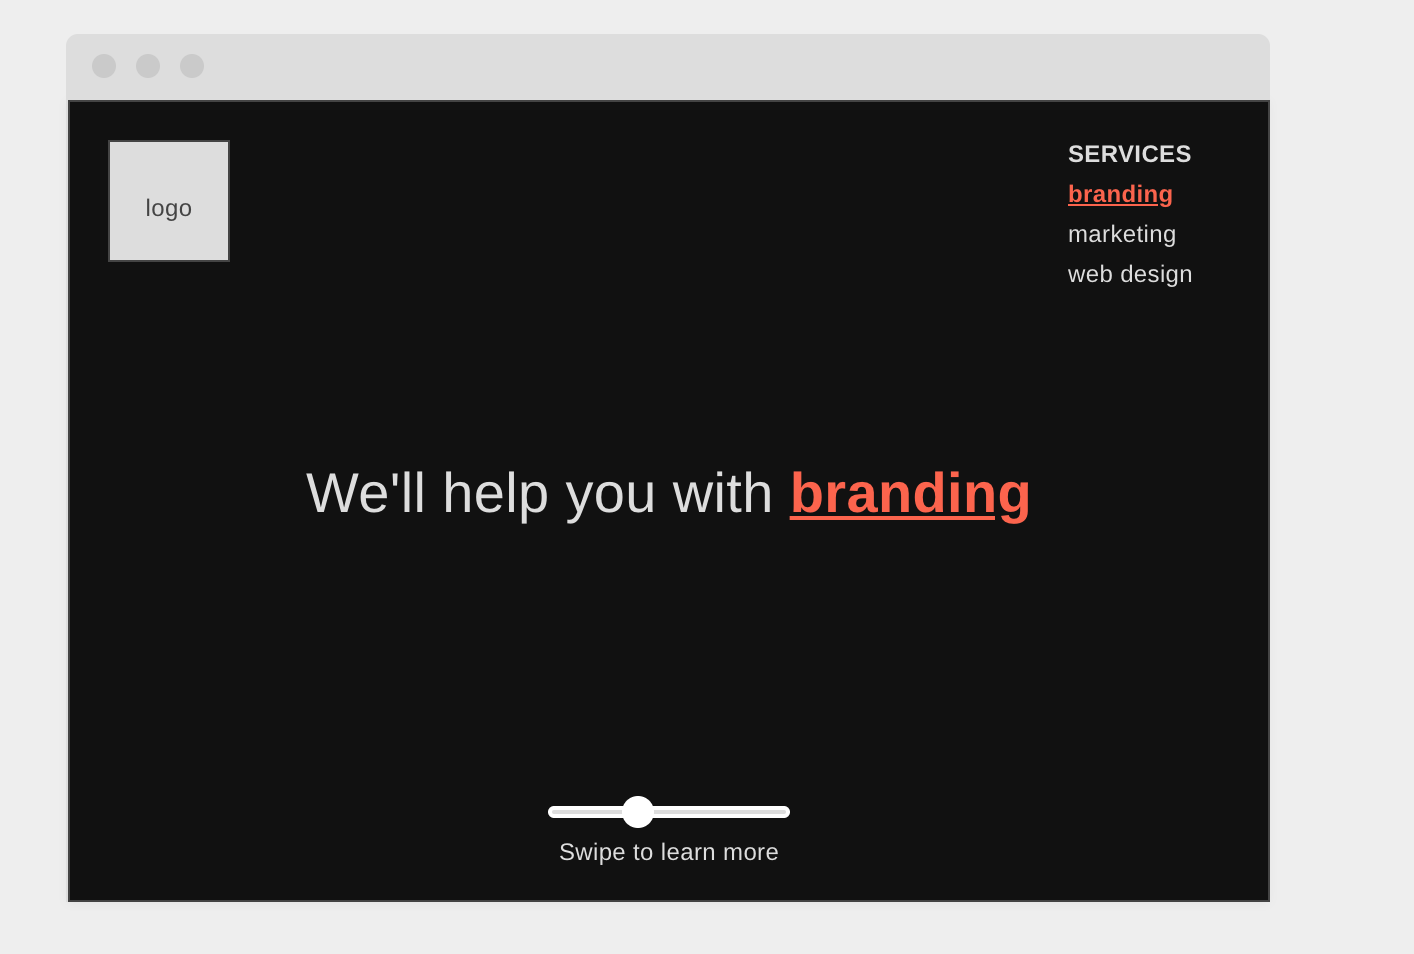 logo
SERVICES
branding
marketing
web design
We'll help you with branding
Swipe to learn more